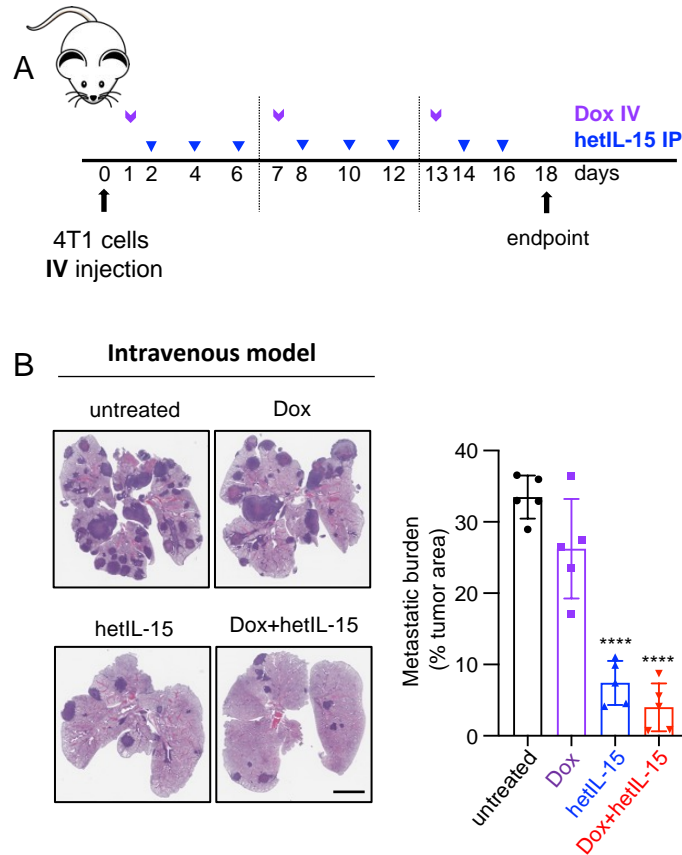 A
Dox IV
hetIL-15 IP
0 1 2 4 6 7 8 10 12 13 14 16 18 days
4T1 cells
IV injection
endpoint
B
Intravenous model
untreated
Dox
hetIL-15
Dox+hetIL-15
Metastatic burden
(% tumor area)
40
30
20
10
0
****
****
untreated
Dox
hetIL-15
Dox+hetIL-15